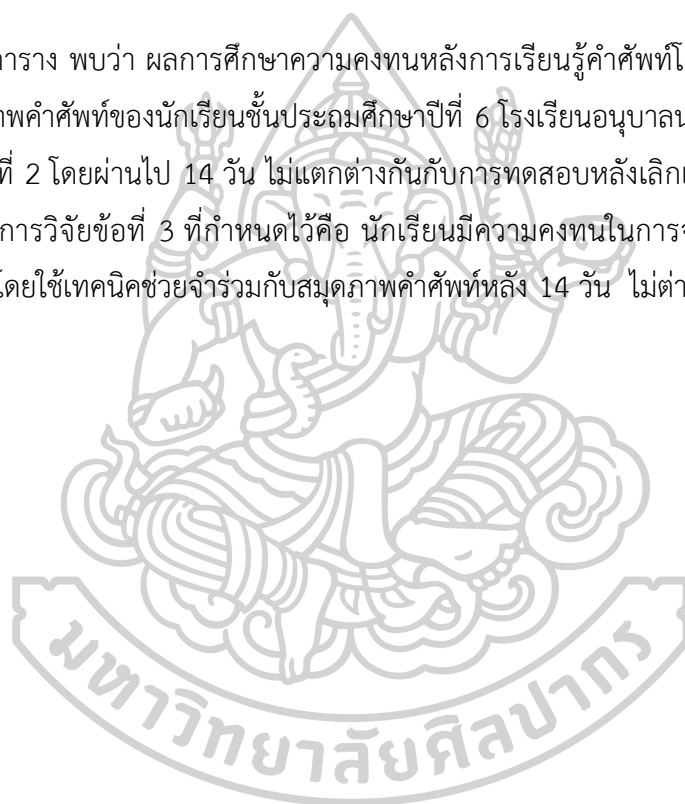 ตาราง พบว่า ผลการศึกษาความคงทนหลังการเรียนรู้คำศัพท์โ
าพคำศัพท์ของนักเรียนชั้นประถมศึกษาปีที่ 6 โรงเรียนอนุบาลน
ที่ 2 โดยผ่านไป 14 วัน ไม่แตกต่างกันกับการทดสอบหลังเลิกเ
การวิจัยข้อที่ 3 ที่กำหนดไว้คือ นักเรียนมีความคงทนในการจ
โดยใช้เทคนิคช่วยจำร่วมกับสมุดภาพคำศัพท์หลัง 14 วัน ไม่ต่า
มหาวิทยาลัยศิลปากร